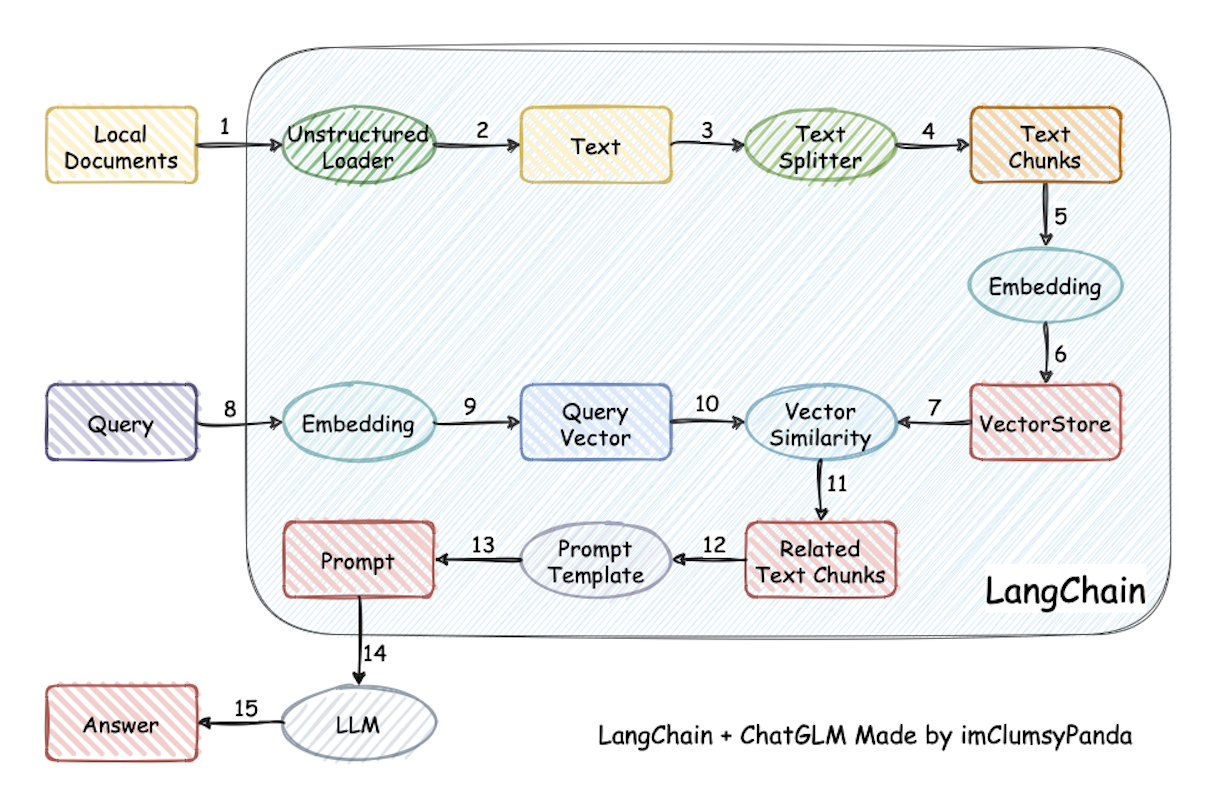 Local
Documents
1
Unstructured
Loader
2
Text
3
Text
Splitter
4
Text
Chunks
5
Embedding
6
Query
8
Embedding
9
Query
Vector
10
Vector
Similarity
7
VectorStore
11
Prompt
13
Prompt
Template
12
Related
Text Chunks
LangChain
14
Answer
15
LLM
LangChain + ChatGLM Made by imClumsyPanda